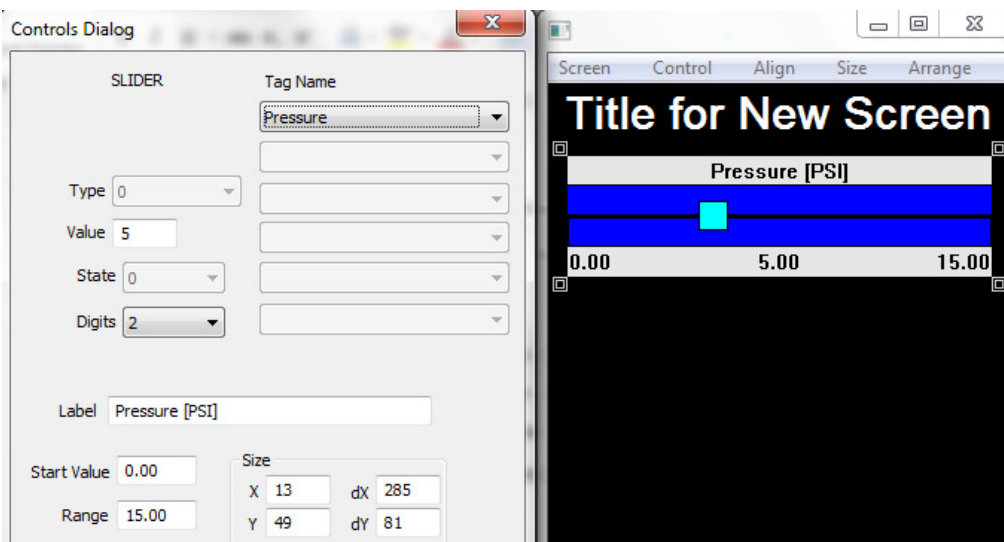 Controls Dialog
SLIDER
Tag Name
Pressure
Type 0
Value 5
State 0
Digits 2
Label Pressure [PSI]
Start Value 0.00
Range 15.00
Size
X 13 dX 285
Y 49 dY 81
Screen Control Align Size Arrange
Title for New Screen
Pressure [PSI]
0.00 5.00 15.00